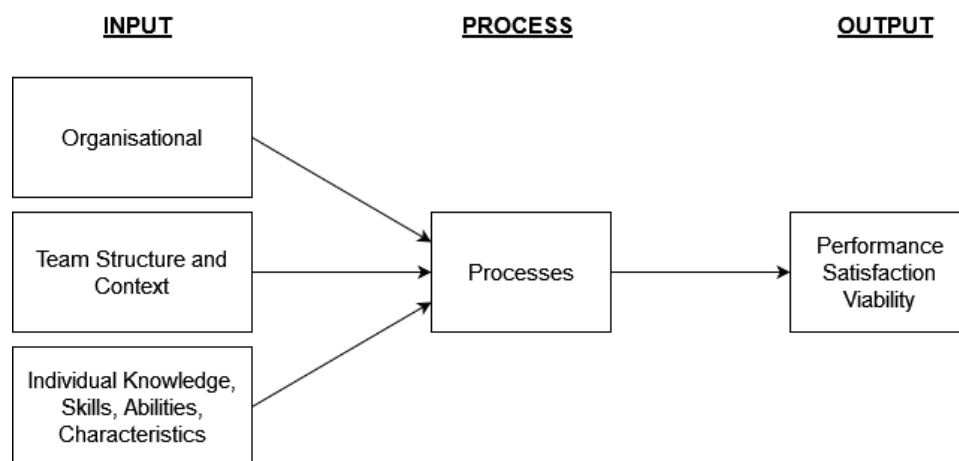 INPUT
PROCESS
OUTPUT
Organisational
Team Structure and
Context
Individual Knowledge,
Skills, Abilities,
Characteristics
Processes
Performance
Satisfaction
Viability